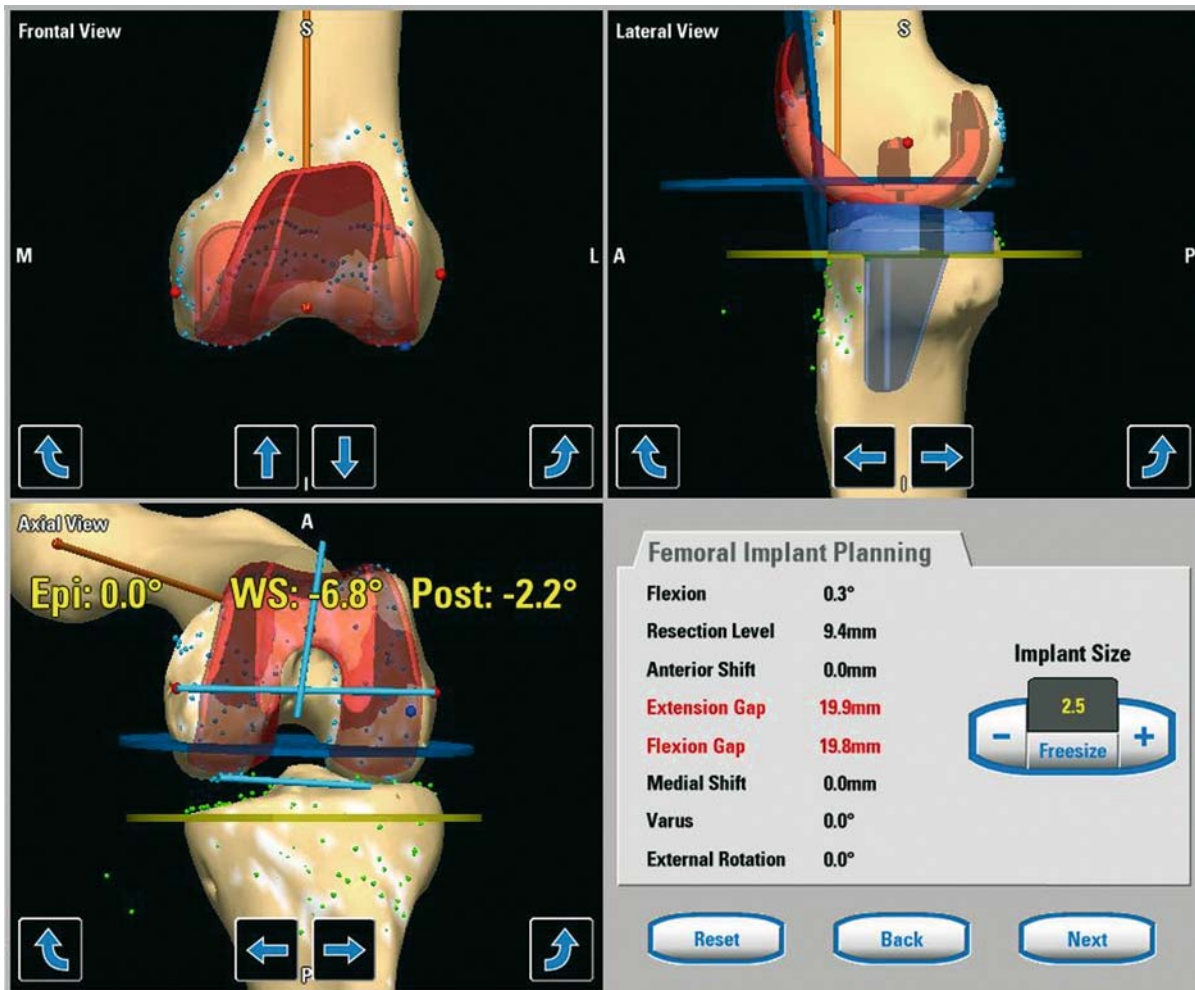 Frontal View
S
M
L
I
Lateral View
S
A
P
I
Axial View
A
Epi: 0.0° WS: -6.8° Post: -2.2°
P
Femoral Implant Planning
Flexion 0.3°
Resection Level 9.4mm
Anterior Shift 0.0mm
Extension Gap 19.9mm
Flexion Gap 19.8mm
Medial Shift 0.0mm
Varus 0.0°
External Rotation 0.0°
Implant Size
2.5
- Freesize +
Reset Back Next